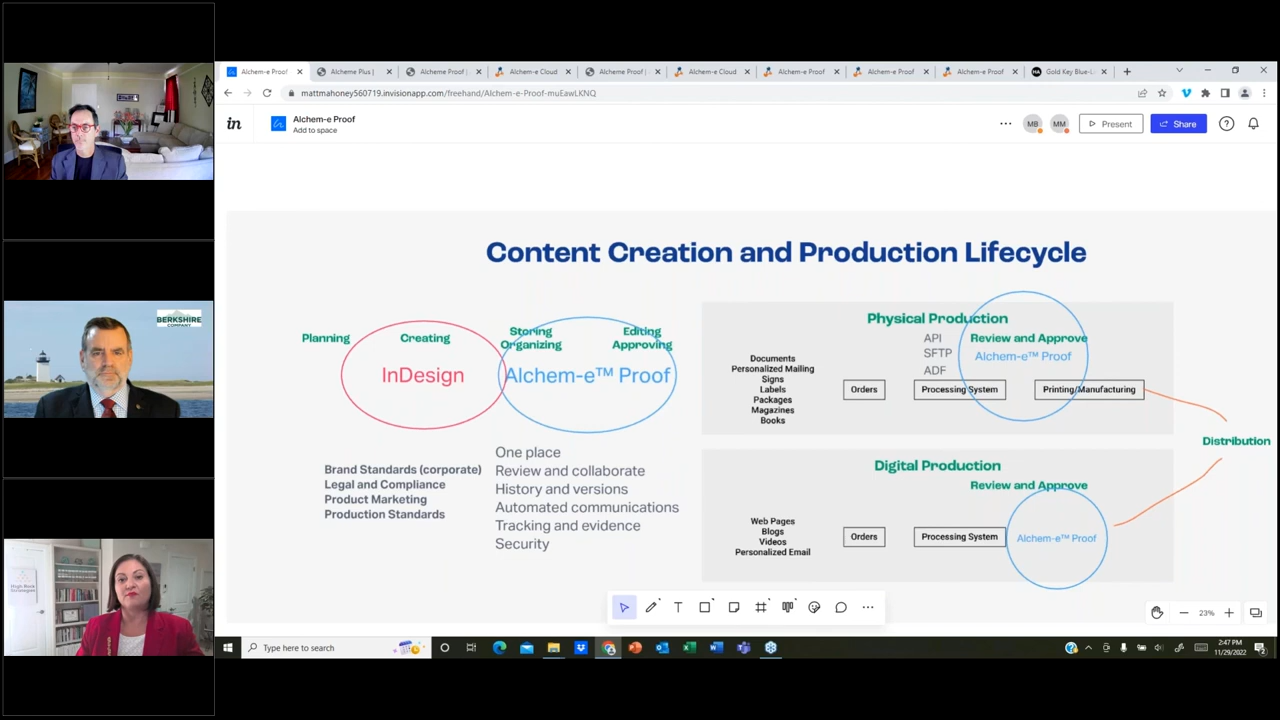 Alchem-e Proof
Alcheme Plus |
Alcheme Proof |
Alchem-e Cloud
Alcheme Proof |
Alchem-e Cloud
Alchem-e Proof
Alchem-e Proof
Alchem-e Proof
Gold Key Blue-L
mattmahoney560719.invisionapp.com/freehand/Alchem-e-Proof-muEawLKNQ
in
Alchem-e Proof
Add to space
MB
MM
Present
Share
BERKSHIRE
COMPANY
Content Creation and Production Lifecycle
Planning
Creating
Storing
Organizing
Editing
Approving
InDesign
Alchem-e™ Proof
Brand Standards (corporate)
Legal and Compliance
Product Marketing
Production Standards
One place
Review and collaborate
History and versions
Automated communications
Tracking and evidence
Security
Physical Production
API
SFTP
ADF
Review and Approve
Alchem-e™ Proof
Documents
Personalized Mailing
Signs
Labels
Packages
Magazines
Books
Orders
Processing System
Printing/Manufacturing
Distribution
Digital Production
Review and Approve
Web Pages
Blogs
Videos
Personalized Email
Orders
Processing System
Alchem-e™ Proof
23%
Type here to search
2:47 PM
11/29/2022